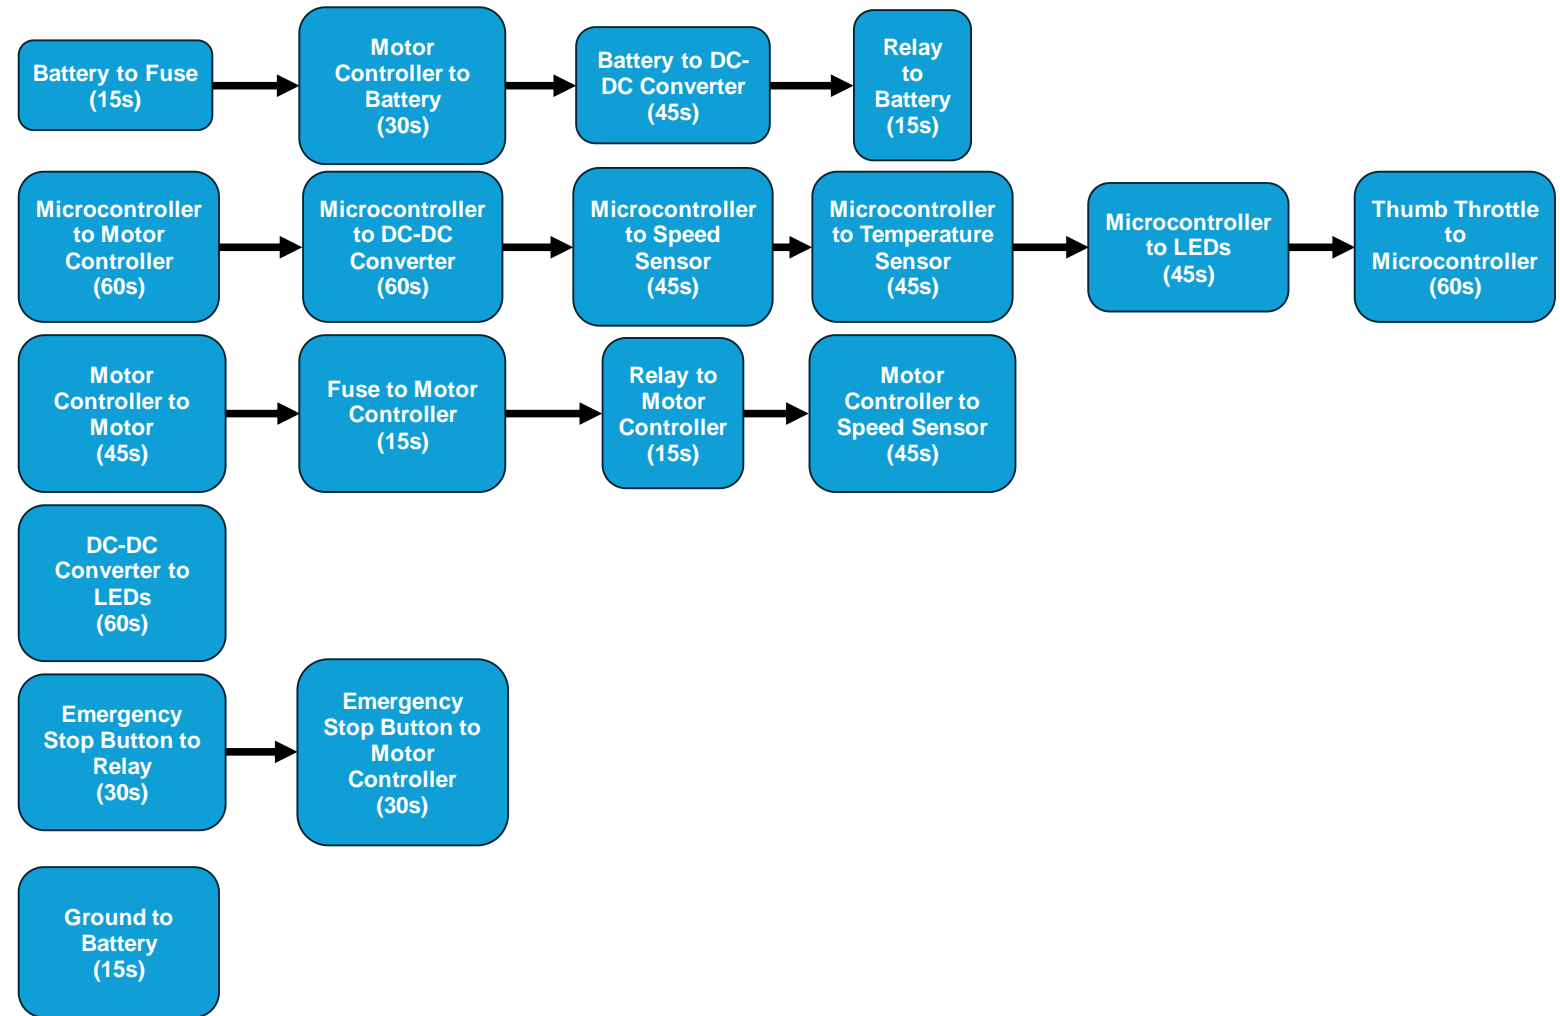 Battery to Fuse
(15s)
Motor
Controller to
Battery
(30s)
Battery to DC-
DC Converter
(45s)
Relay
to
Battery
(15s)
Microcontroller
to Motor
Controller
(60s)
Microcontroller
to DC-DC
Converter
(60s)
Microcontroller
to Speed
Sensor
(45s)
Microcontroller
to Temperature
Sensor
(45s)
Microcontroller
to LEDs
(45s)
Thumb Throttle
to
Microcontroller
(60s)
Motor
Controller to
Motor
(45s)
Fuse to Motor
Controller
(15s)
Relay to
Motor
Controller
(15s)
Motor
Controller to
Speed Sensor
(45s)
DC-DC
Converter to
LEDs
(60s)
Emergency
Stop Button to
Relay
(30s)
Emergency
Stop Button to
Motor
Controller
(30s)
Ground to
Battery
(15s)